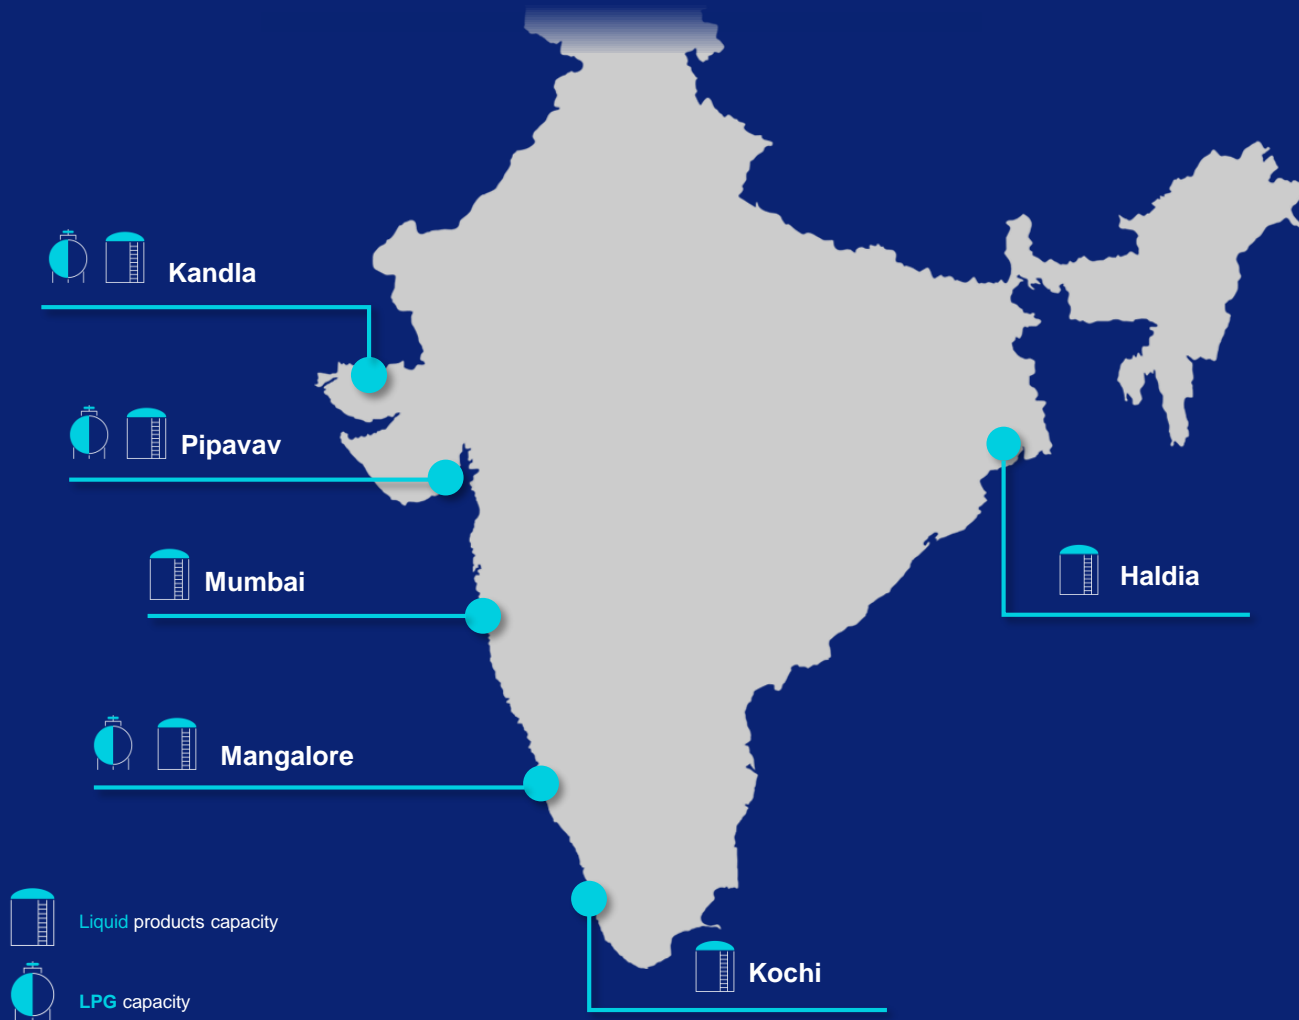 Kandla
Pipavav
Mumbai
Haldia
Mangalore
Liquid products capacity
Kochi
LPG capacity